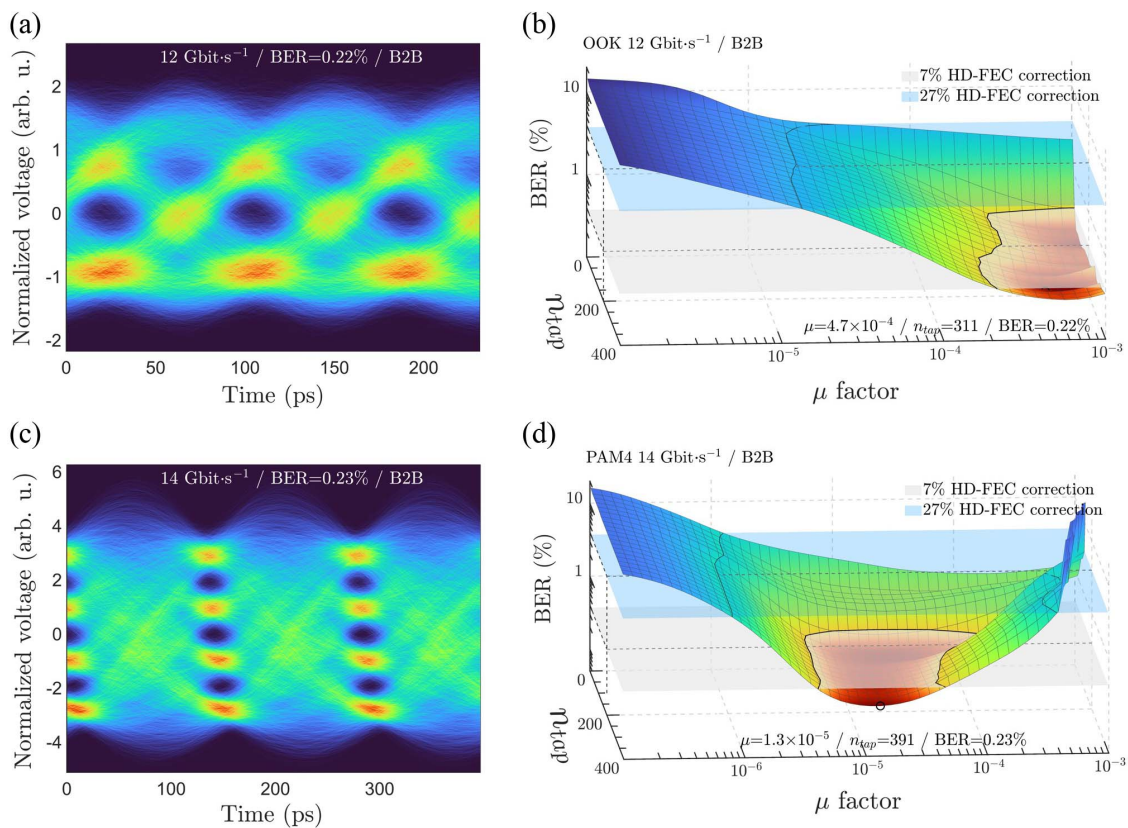 (a)
12 Gbit·s⁻¹ / BER=0.22% / B2B
Normalized voltage (arb. u.)
2
1
0
-1
-2
0 50 100 150 200
Time (ps)
(b)
OOK 12 Gbit·s⁻¹ / B2B
7% HD-FEC correction
27% HD-FEC correction
BER (%)
10
1
0
200
400
n_tap
μ=4.7×10⁻⁴ / n_tap=311 / BER=0.22%
10⁻⁵ 10⁻⁴ 10⁻³
μ factor
(c)
14 Gbit·s⁻¹ / BER=0.23% / B2B
Normalized voltage (arb. u.)
6
4
2
0
-2
-4
0 100 200 300
Time (ps)
(d)
PAM4 14 Gbit·s⁻¹ / B2B
7% HD-FEC correction
27% HD-FEC correction
BER (%)
10
1
0
200
400
n_tap
μ=1.3×10⁻⁵ / n_tap=391 / BER=0.23%
10⁻⁶ 10⁻⁵ 10⁻⁴ 10⁻³
μ factor